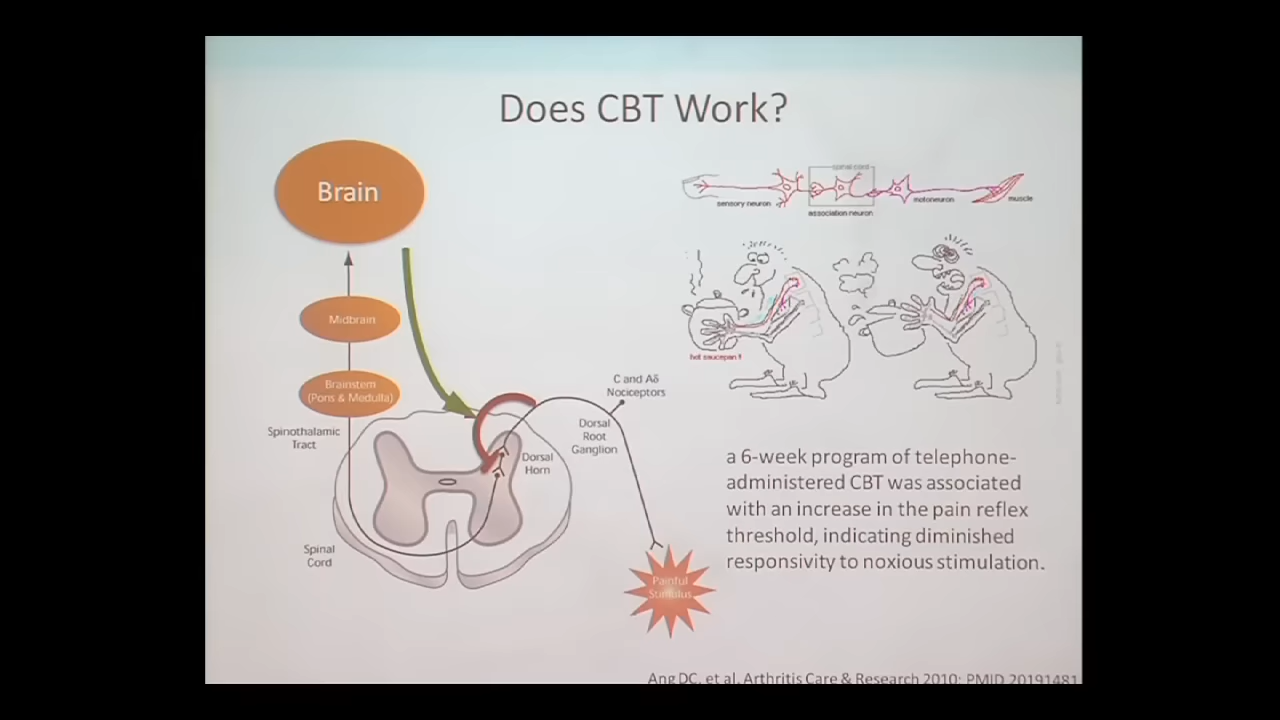 Does CBT Work?
Brain
Midbrain
Brainstem
(Pons & Medulla)
Spinothalamic
Tract
Spinal
Cord
Dorsal
Horn
Dorsal
Root
Ganglion
C and Aδ
Nociceptors
Painful
Stimulus
spinal cord
sensory neuron
association neuron
motoneuron
muscle
hot saucepan !
a 6-week program of telephone-
administered CBT was associated
with an increase in the pain reflex
threshold, indicating diminished
responsivity to noxious stimulation.
Ang DC, et al. Arthritis Care & Research 2010; PMID 20191481